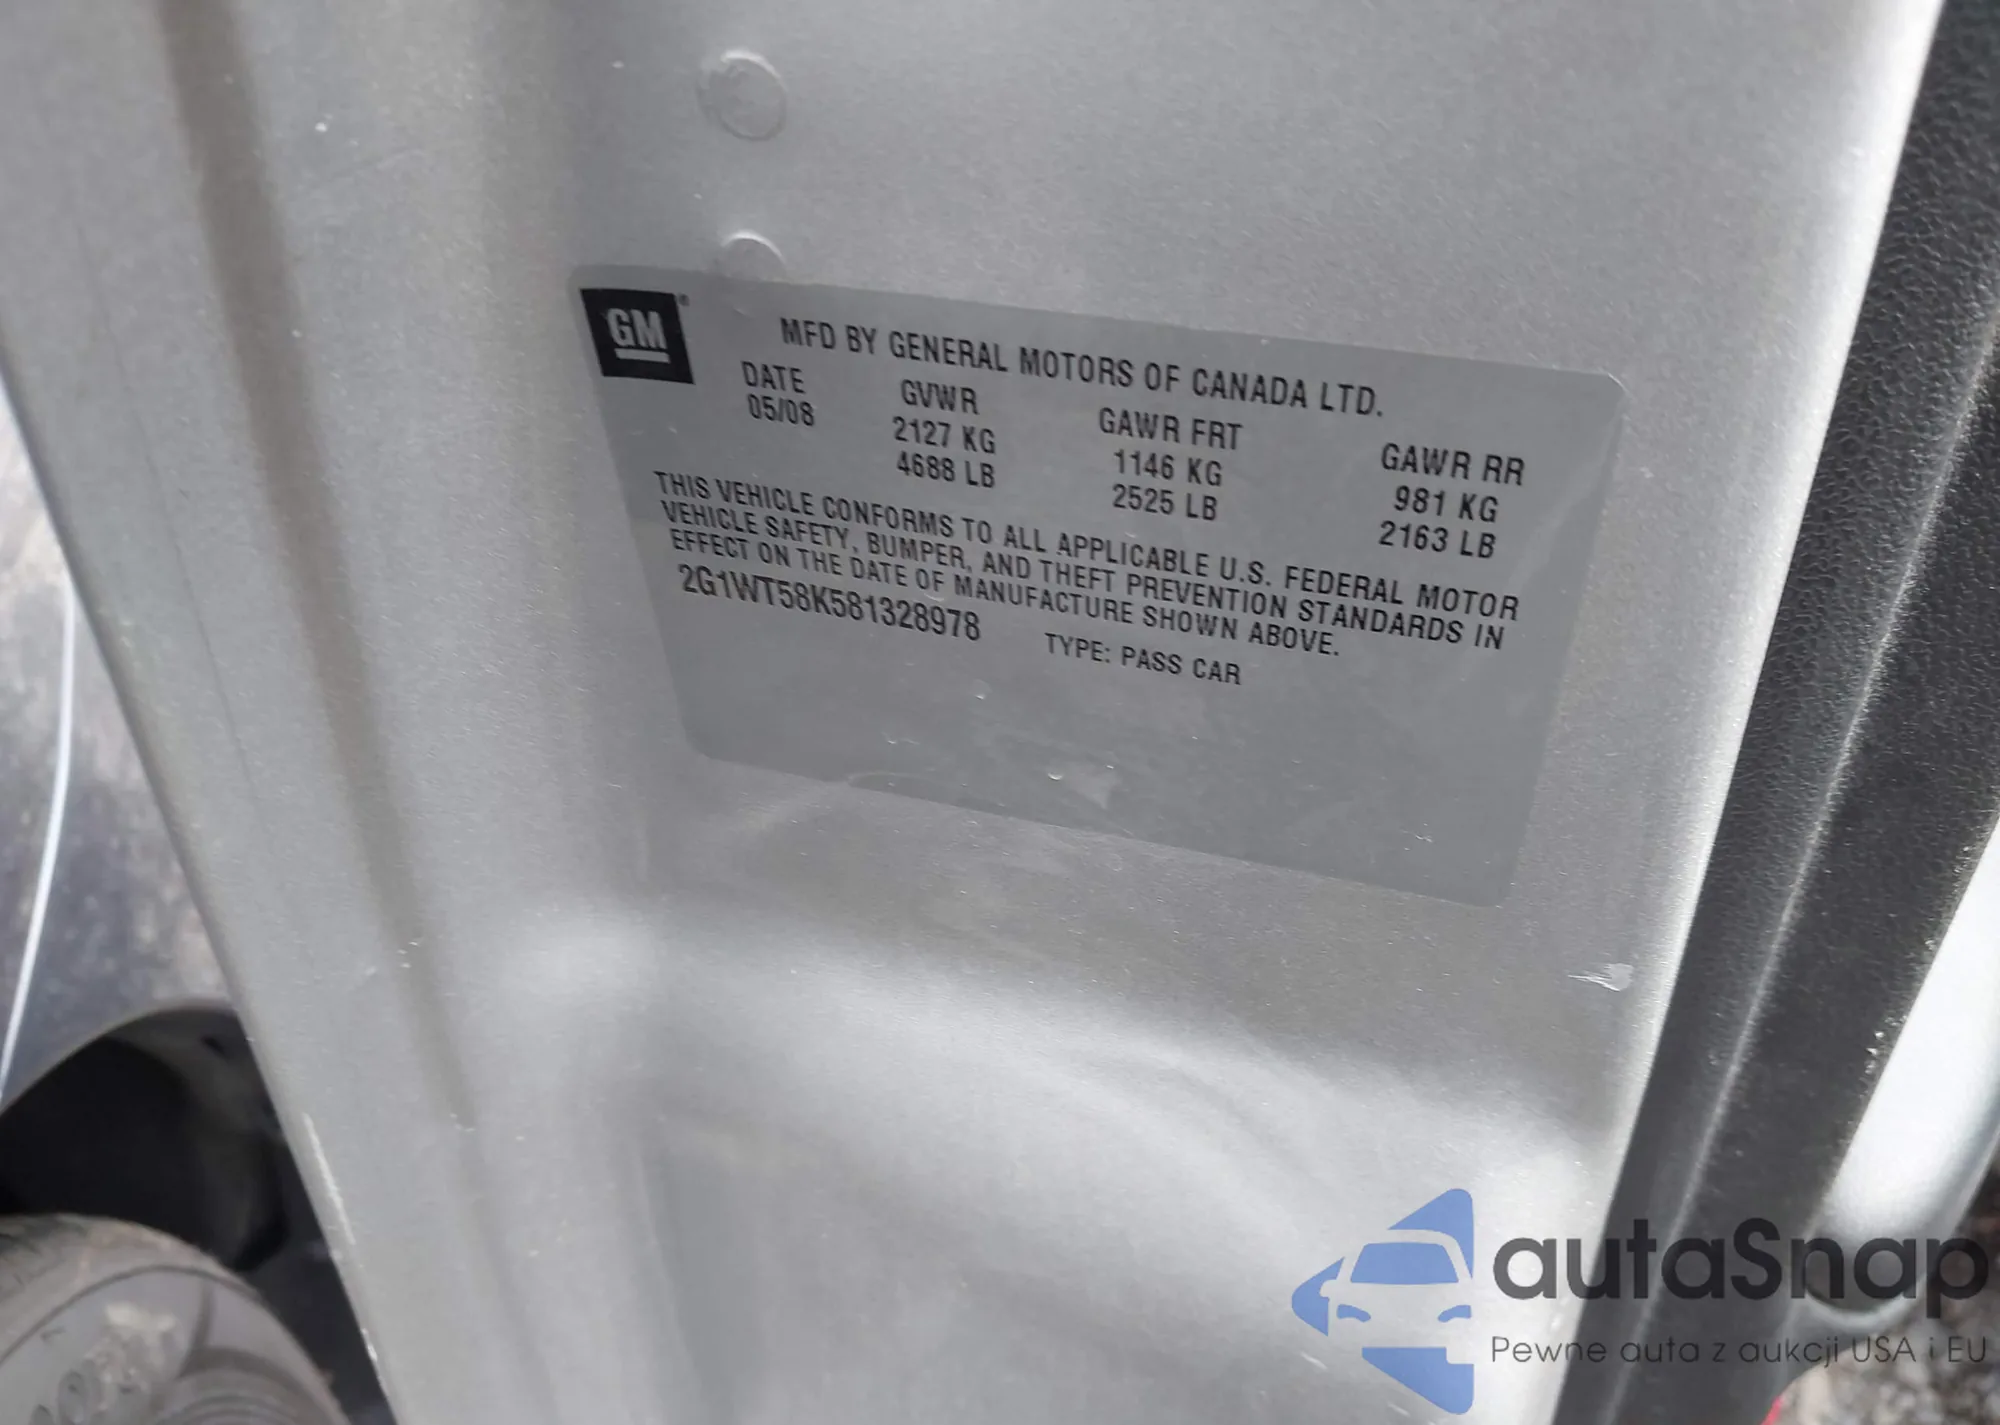 GM
MFD BY GENERAL MOTORS OF CANADA LTD.
DATE GVWR GAWR FRT GAWR RR
05/08 2127 KG 1146 KG 981 KG
4688 LB 2525 LB 2163 LB
THIS VEHICLE CONFORMS TO ALL APPLICABLE U.S. FEDERAL MOTOR
VEHICLE SAFETY, BUMPER, AND THEFT PREVENTION STANDARDS IN
EFFECT ON THE DATE OF MANUFACTURE SHOWN ABOVE.
2G1WT58K581328978 TYPE: PASS CAR
autaSnap
Pewne auta z aukcji USA i EU